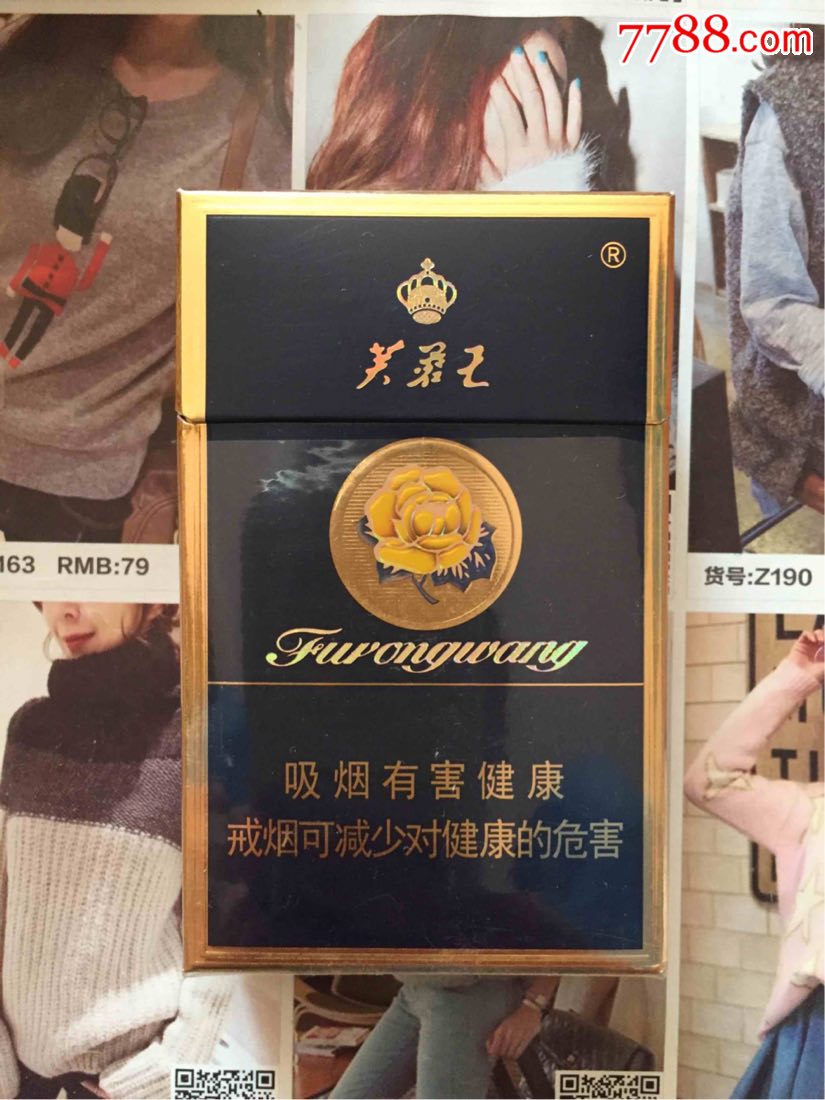 7788.com
®
芙蓉王
163 RMB:79
货号:Z190
Furongwang
吸烟有害健康
戒烟可减少对健康的危害